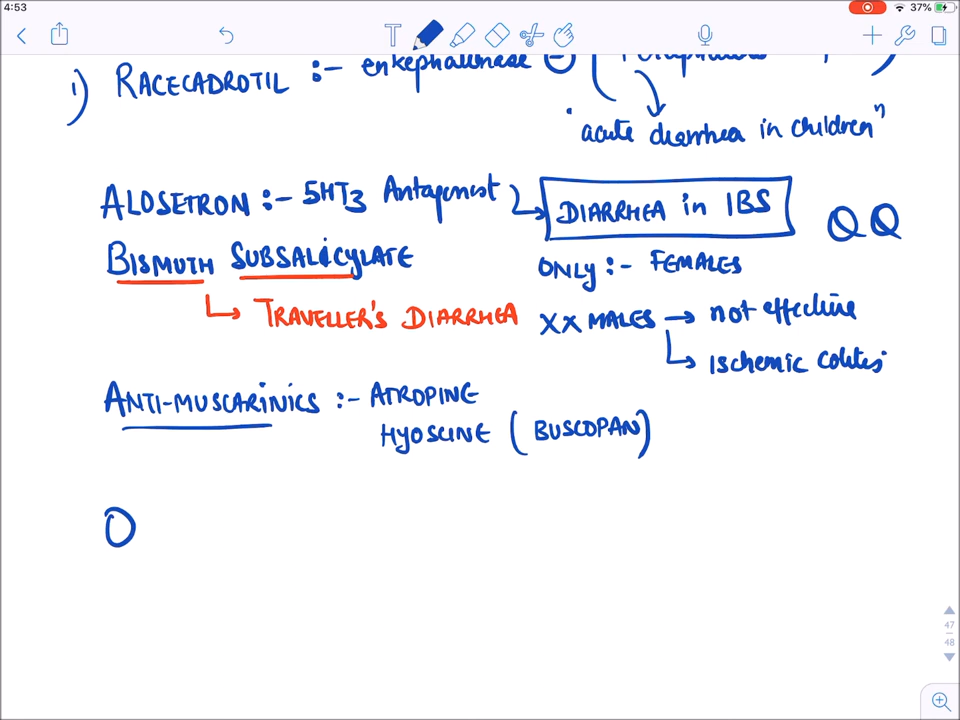 4:53
37%
1) RACECADROTIL :- enkephalinase ⊖ (
"acute diarrhea in children"
ALOSETRON :- 5HT3 Antagonist → DIARRHEA in IBS QQ
BISMUTH SUBSALICYLATE
ONLY :- FEMALES
→ TRAVELLER'S DIARRHEA
XX MALES → not effective
→ Ischemic colitis
ANTI-MUSCARINICS :- ATROPINE
HYOSCINE (BUSCOPAN)
O
47
48